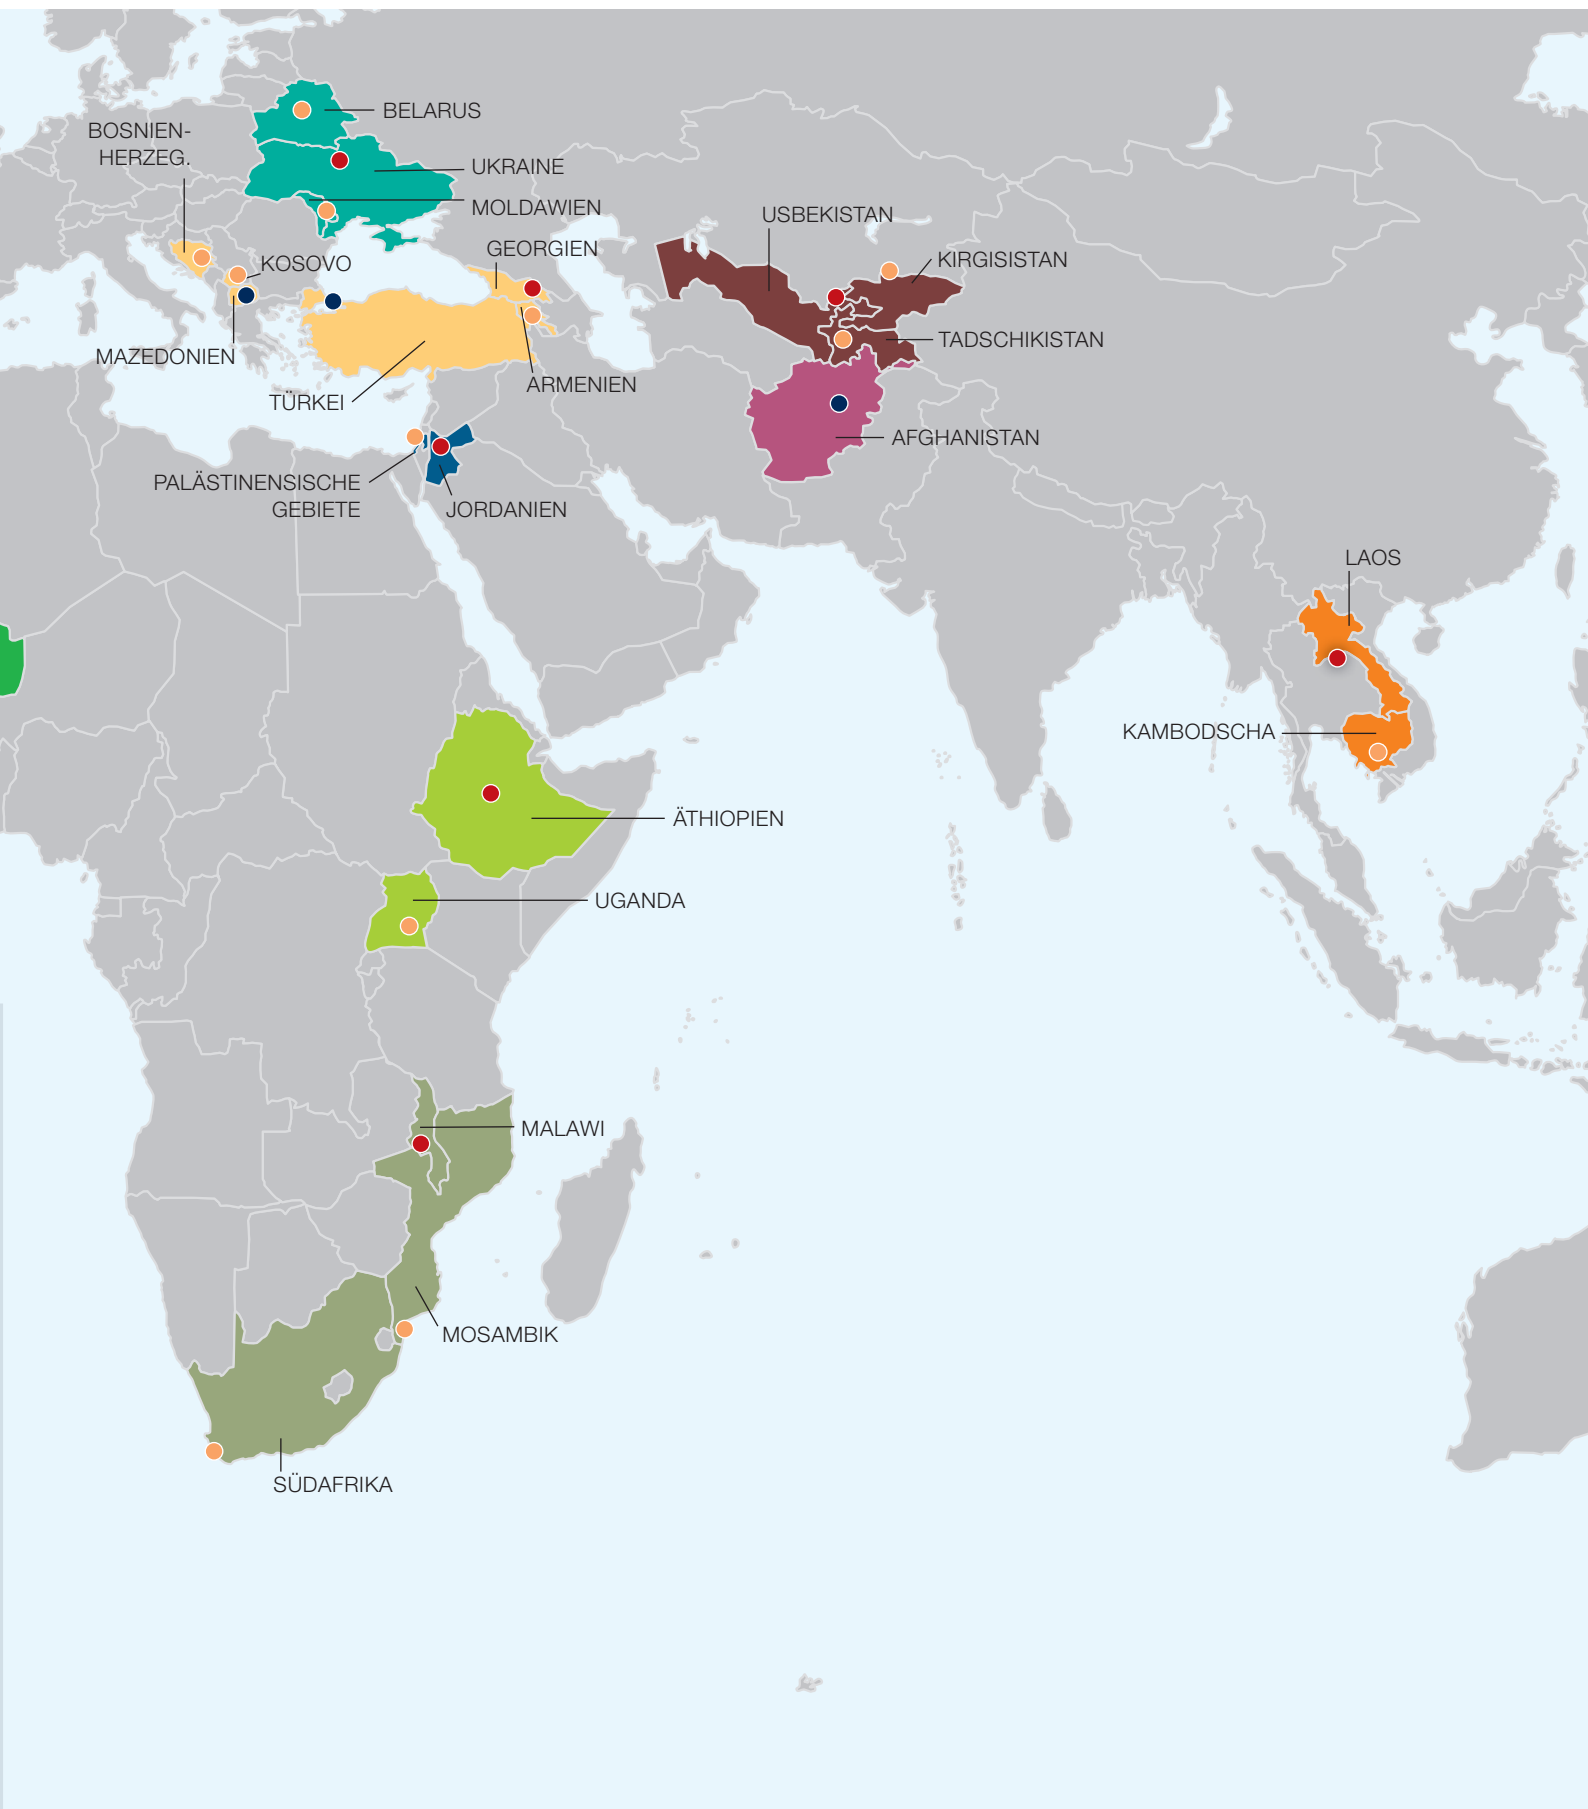 BELARUS
BOSNIEN-
HERZEG.
UKRAINE
MOLDAWIEN
USBEKISTAN
GEORGIEN
KOSOVO
KIRGISISTAN
TADSCHIKISTAN
MAZEDONIEN
ARMENIEN
TÜRKEI
AFGHANISTAN
PALÄSTINENSISCHE
GEBIETE
JORDANIEN
LAOS
KAMBODSCHA
ÄTHIOPIEN
UGANDA
MALAWI
MOSAMBIK
SÜDAFRIKA